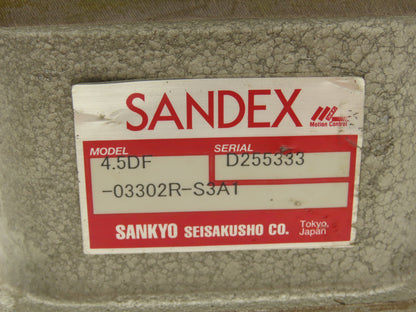 SANDEX
Motion Control
MODEL SERIAL
4.5DF D255333
-03302R-S3A1
SANKYO SEISAKUSHO CO. Tokyo, Japan